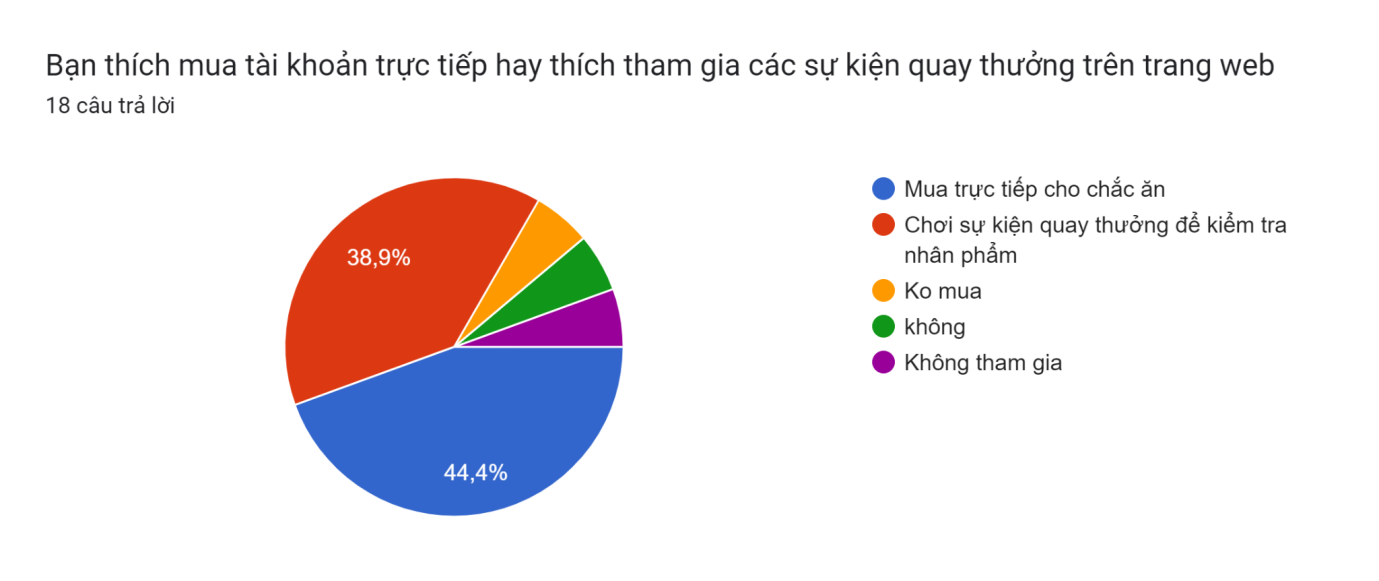 Bạn thích mua tài khoản trực tiếp hay thích tham gia các sự kiện quay thưởng trên trang web
18 câu trả lời
Mua trực tiếp cho chắc ăn
Chơi sự kiện quay thưởng để kiểm tra
nhân phẩm
Ko mua
không
Không tham gia
38,9%
44,4%